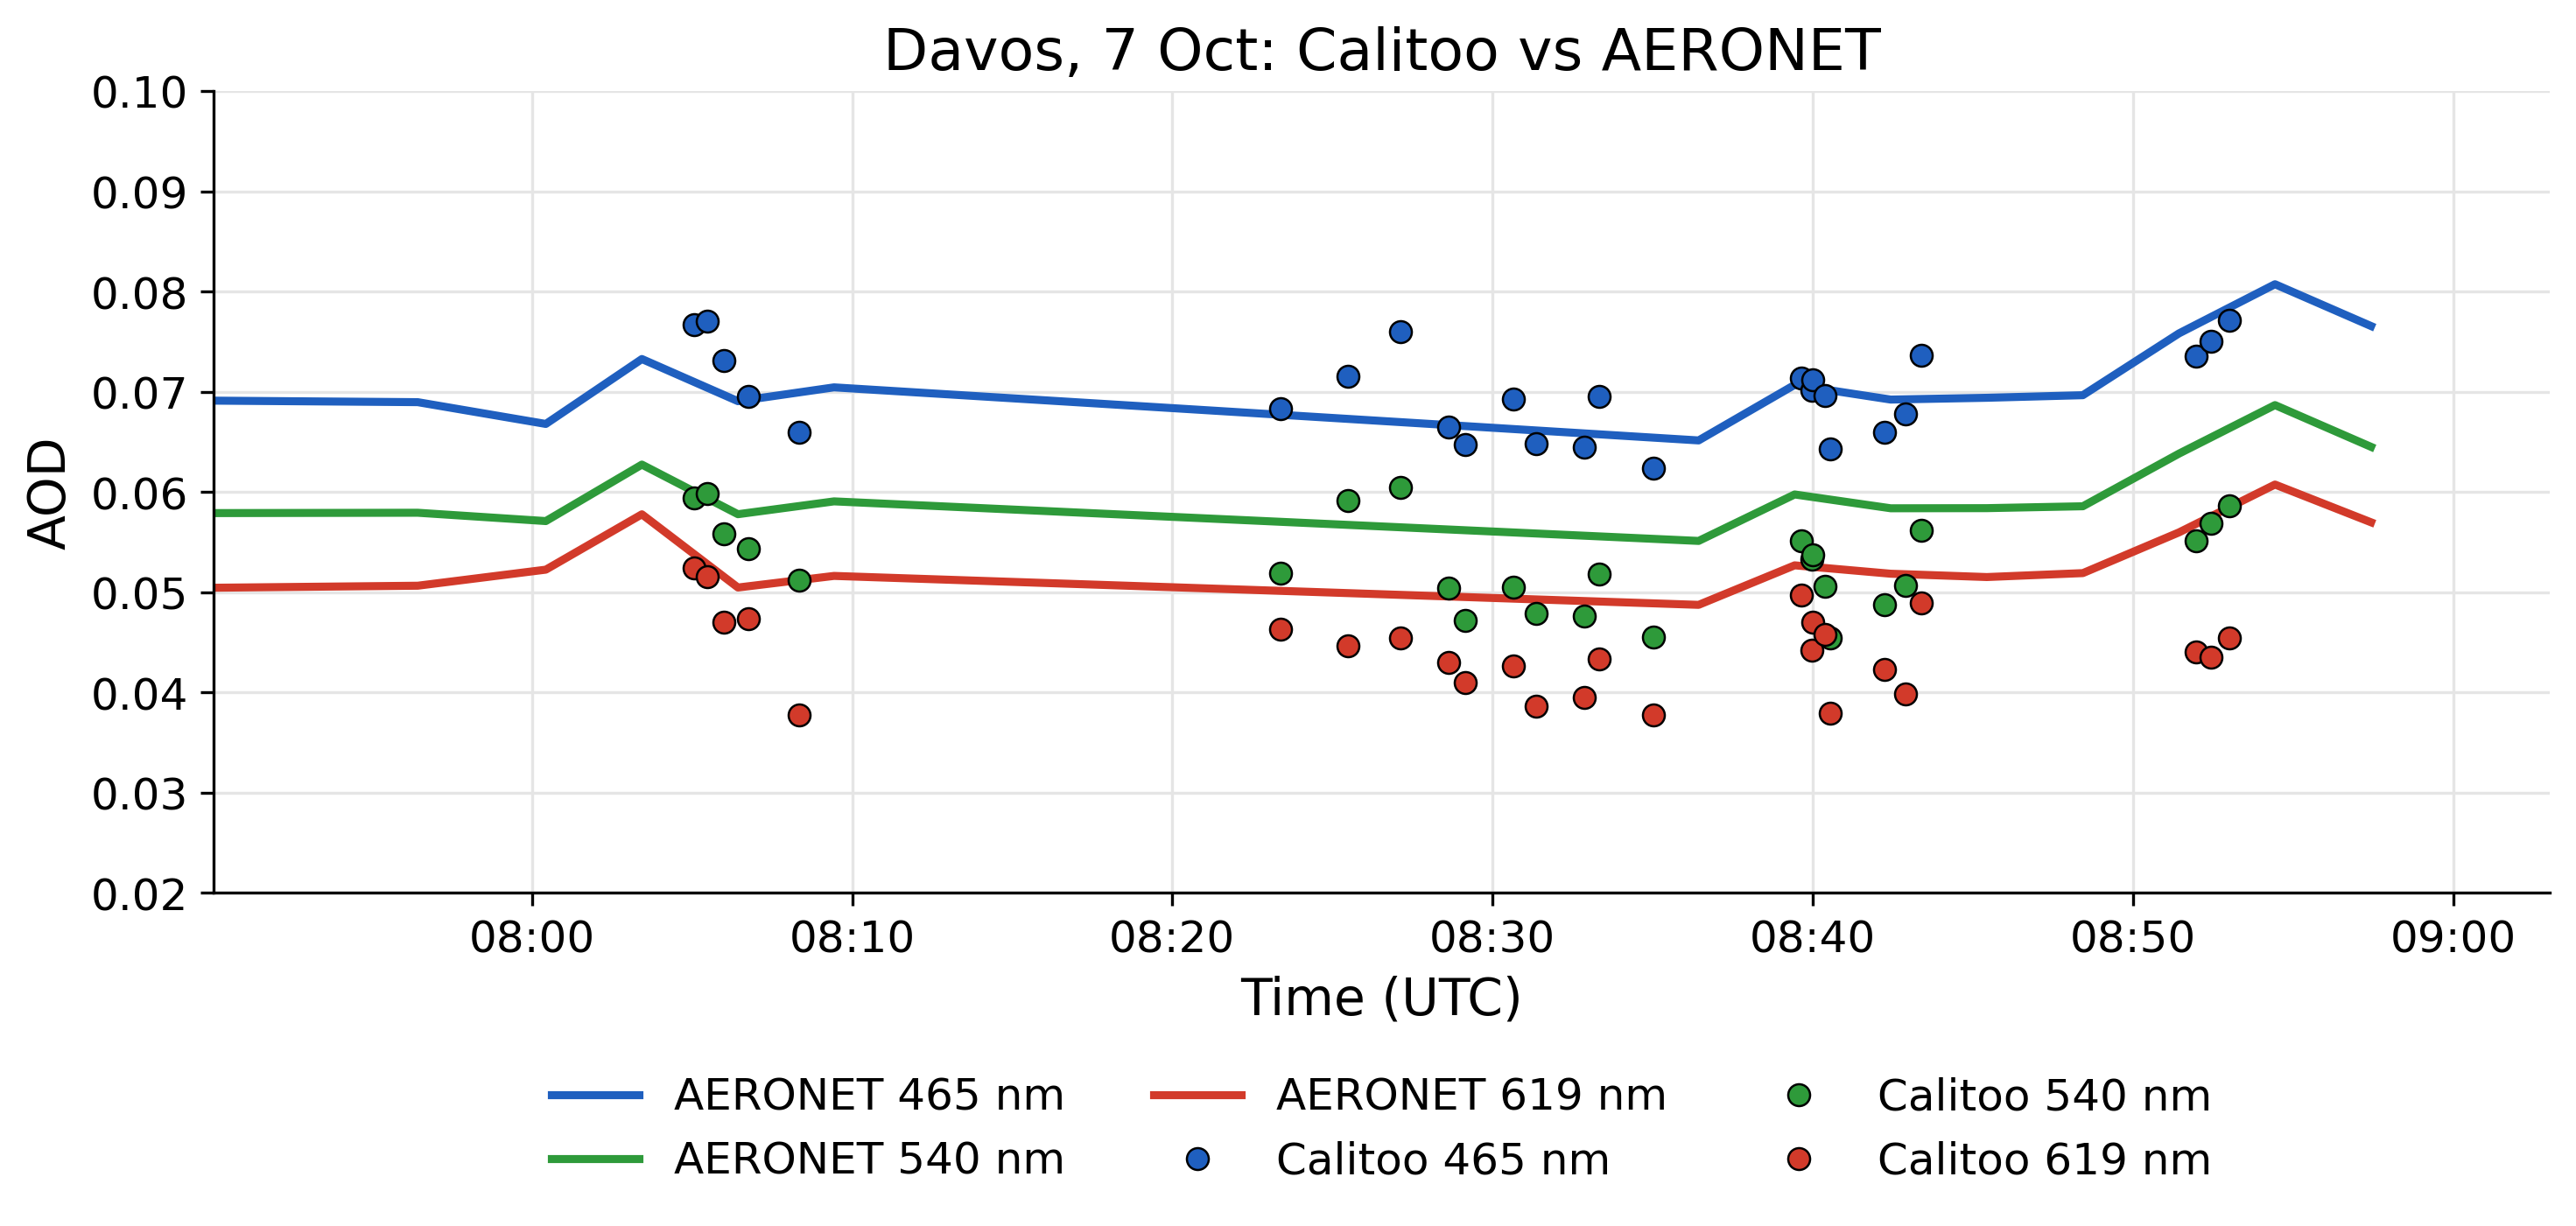 Davos, 7 Oct: Calitoo vs AERONET
AOD
0.10
0.09
0.08
0.07
0.06
0.05
0.04
0.03
0.02
08:00 08:10 08:20 08:30 08:40 08:50 09:00
Time (UTC)
AERONET 465 nm AERONET 619 nm Calitoo 540 nm
AERONET 540 nm Calitoo 465 nm Calitoo 619 nm